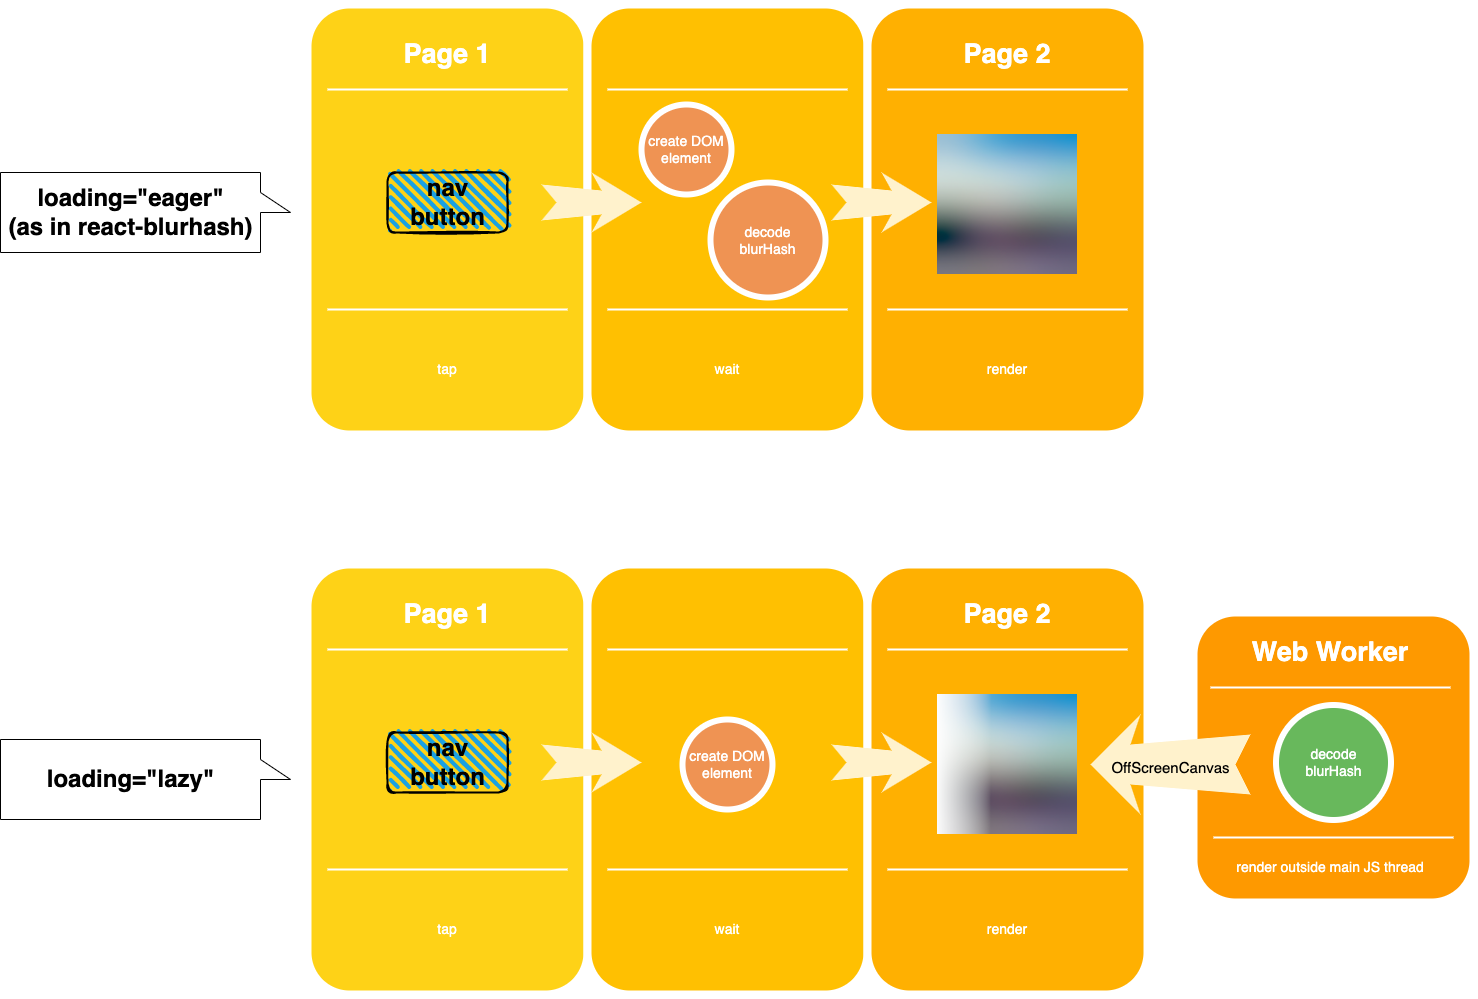 Page 1
Page 2
create DOM
element
loading="eager"
(as in react-blurhash)
nav
button
decode
blurHash
tap
wait
render
Page 1
Page 2
Web Worker
loading="lazy"
nav
button
create DOM
element
OffScreenCanvas
decode
blurHash
render outside main JS thread
tap
wait
render